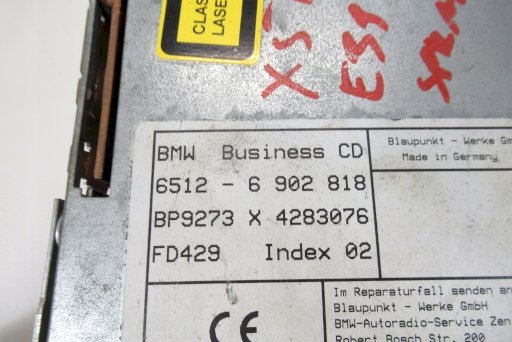 CLAS
LASE
BMW Business CD
6512 - 6 902 818
BP9273 X 4283076
FD429 Index 02
Blaupunkt - Werke Gm
Made in Germany
Im Reparaturfall senden an
Blaupunkt - Werke GmbH
BMW-Autoradio-Service Zen
Robert Bosch Str. 200
CE